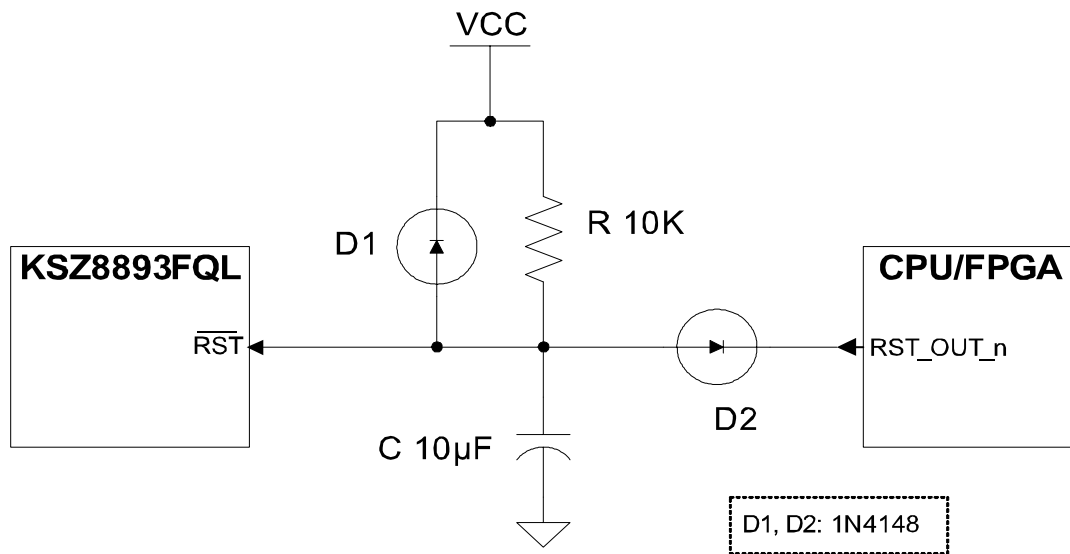 VCC
D1
R 10K
KSZ8893FQL
RST
CPU/FPGA
RST_OUT_n
D2
C 10µF
D1, D2: 1N4148